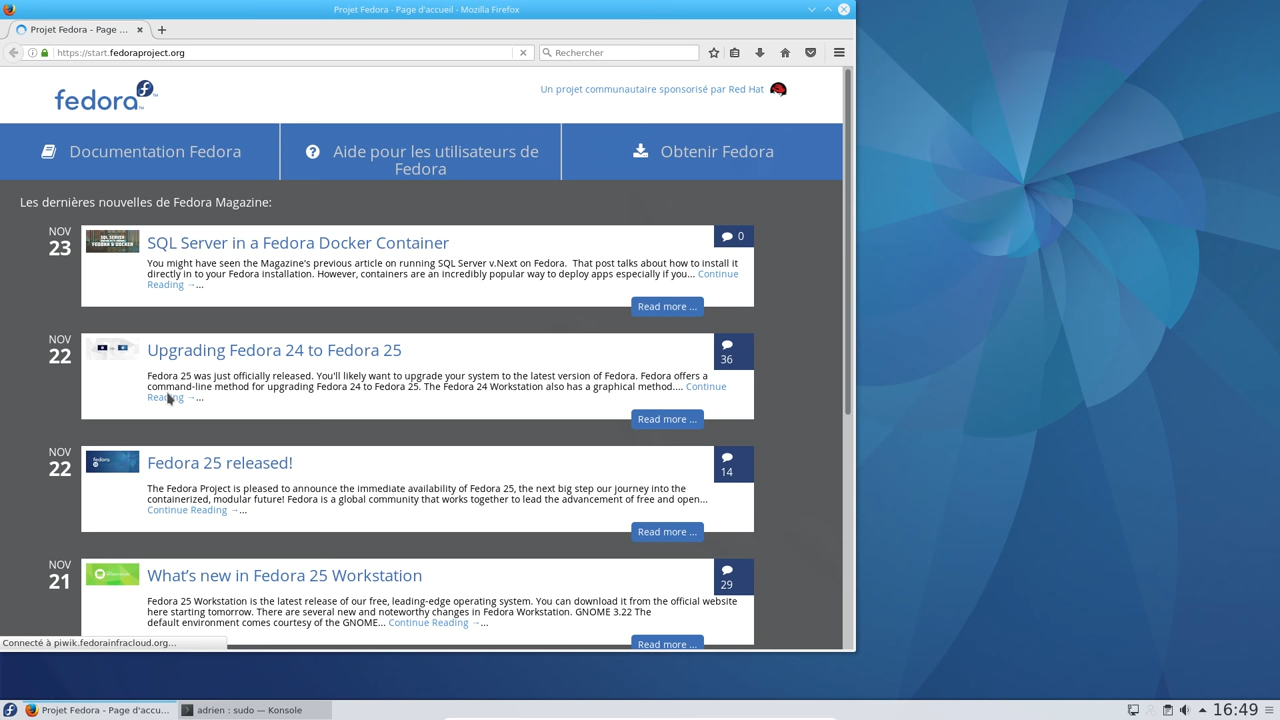 Projet Fedora - Page d'accueil - Mozilla Firefox
Projet Fedora - Page ...
https://start.fedoraproject.org
Rechercher
fedora
Un projet communautaire sponsorisé par Red Hat
Documentation Fedora
Aide pour les utilisateurs de
Fedora
Obtenir Fedora
Les dernières nouvelles de Fedora Magazine:
NOV
23
SQL Server in a Fedora Docker Container
0
You might have seen the Magazine's previous article on running SQL Server v.Next on Fedora. That post talks about how to install it
directly in to your Fedora installation. However, containers are an incredibly popular way to deploy apps especially if you... Continue
Reading →...
Read more ...
NOV
22
Upgrading Fedora 24 to Fedora 25
36
Fedora 25 was just officially released. You'll likely want to upgrade your system to the latest version of Fedora. Fedora offers a
command-line method for upgrading Fedora 24 to Fedora 25. The Fedora 24 Workstation also has a graphical method.... Continue
Reading →...
Read more ...
NOV
22
Fedora 25 released!
14
The Fedora Project is pleased to announce the immediate availability of Fedora 25, the next big step our journey into the
containerized, modular future! Fedora is a global community that works together to lead the advancement of free and open...
Continue Reading →...
Read more ...
NOV
21
What's new in Fedora 25 Workstation
29
Fedora 25 Workstation is the latest release of our free, leading-edge operating system. You can download it from the official website
here starting tomorrow. There are several new and noteworthy changes in Fedora Workstation. GNOME 3.22 The
default environment comes courtesy of the GNOME... Continue Reading →...
Read more ...
Connecté à piwik.fedorainfracloud.org...
Projet Fedora - Page d'accu...
adrien : sudo — Konsole
16:49